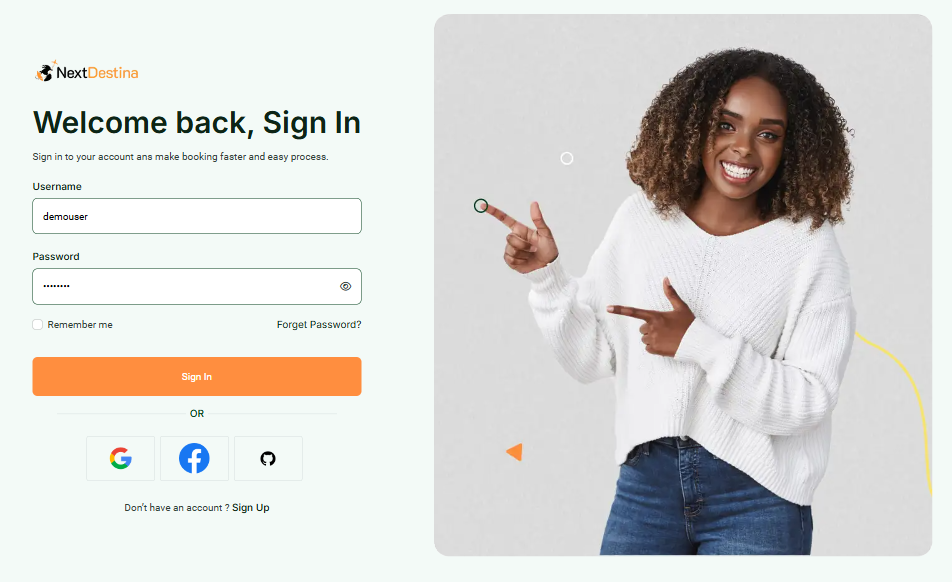 NextDestina
Welcome back, Sign In
Sign in to your account ans make booking faster and easy process.
Username
demouser
Password
••••••••
Remember me
Forget Password?
Sign In
OR
Don't have an account ? Sign Up